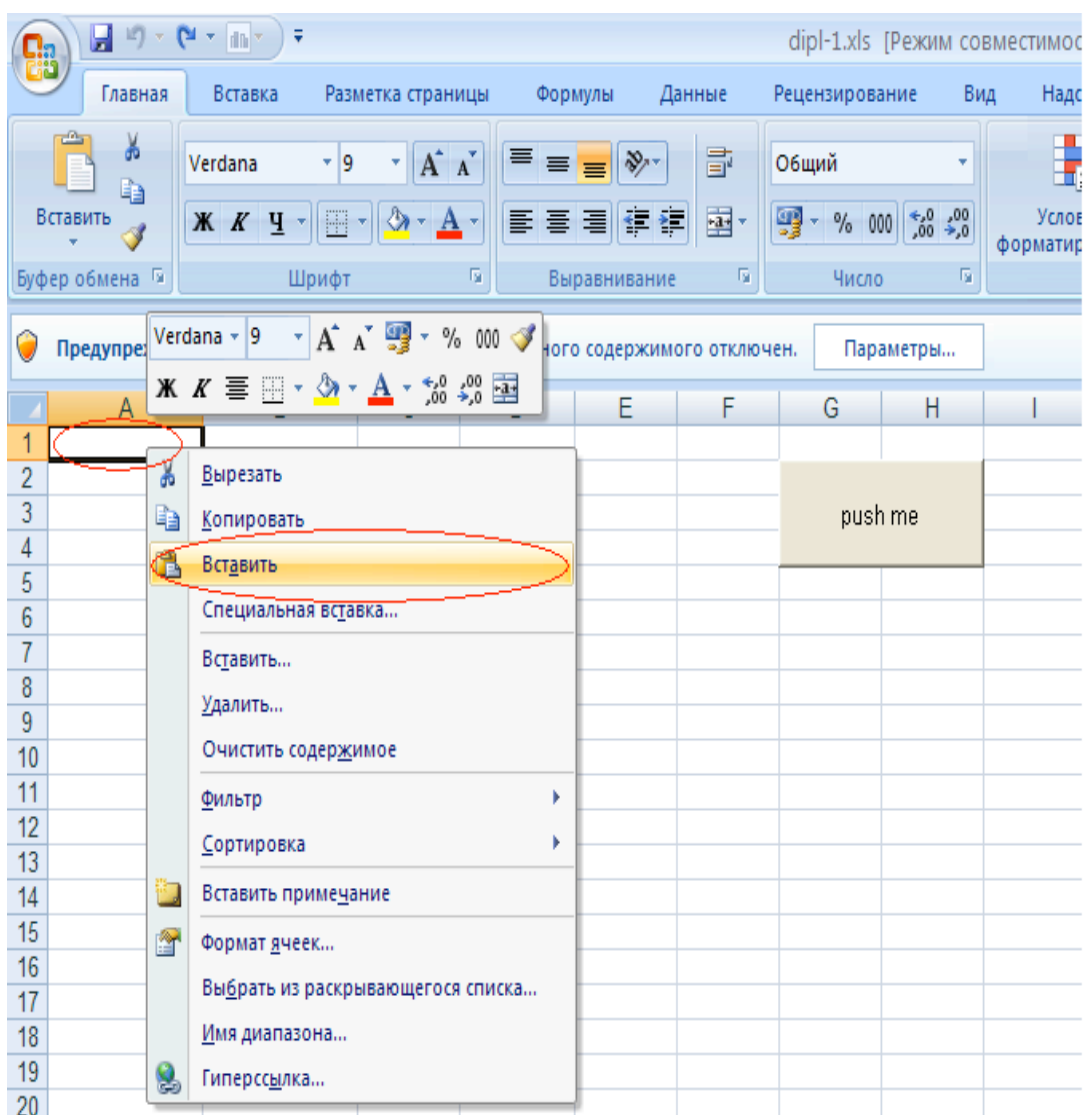 dipl-1.xls [Режим совместимос
Главная Вставка Разметка страницы Формулы Данные Рецензирование Вид Надс
Вставить
Verdana 9
Ж К Ч
Общий
% 000
Услов
форматир
Буфер обмена Шрифт Выравнивание Число
Предупре
ного содержимого отключен. Параметры...
Verdana 9 % 000
Ж К
A E F G H I
1
2
3
4
5
6
7
8
9
10
11
12
13
14
15
16
17
18
19
20
push me
Вырезать
Копировать
Вставить
Специальная вставка...
Вставить...
Удалить...
Очистить содержимое
Фильтр
Сортировка
Вставить примечание
Формат ячеек...
Выбрать из раскрывающегося списка...
Имя диапазона...
Гиперссылка...